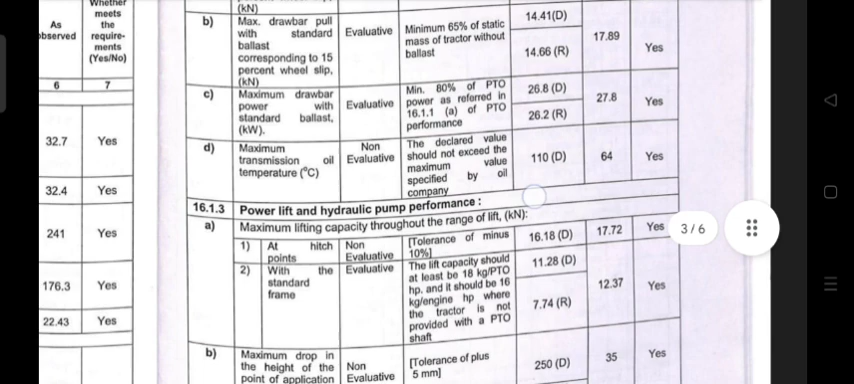 Whether
meets
the
require-
ments
(Yes/No)
As
observed
6 7
32.7 Yes
32.4 Yes
241 Yes
176.3 Yes
22.43 Yes
(kN)
b) Max. drawbar pull
with standard
ballast
corresponding to 15
percent wheel slip,
(kN)
Evaluative
Minimum 65% of static
mass of tractor without
ballast
14.41(D)
14.66 (R)
17.89
Yes
c) Maximum drawbar
power with
standard ballast,
(kW).
Evaluative
Min. 80% of PTO
power as referred in
16.1.1 (a) of PTO
performance
26.8 (D)
26.2 (R)
27.8
Yes
d) Maximum
transmission oil
temperature (°C)
Non
Evaluative
The declared value
should not exceed the
maximum value
specified by oil
company
110 (D)
64
Yes
16.1.3 Power lift and hydraulic pump performance :
a) Maximum lifting capacity throughout the range of lift, (kN):
1) At hitch
points
Non
Evaluative
[Tolerance of minus
10%]
16.18 (D)
17.72
Yes
2) With the
standard
frame
Evaluative
The lift capacity should
at least be 18 kg/PTO
hp. and it should be 16
kg/engine hp where
the tractor is not
provided with a PTO
shaft
11.28 (D)
7.74 (R)
12.37
Yes
b) Maximum drop in
the height of the
point of application
Non
Evaluative
[Tolerance of plus
5 mm]
250 (D)
35
Yes
3 / 6